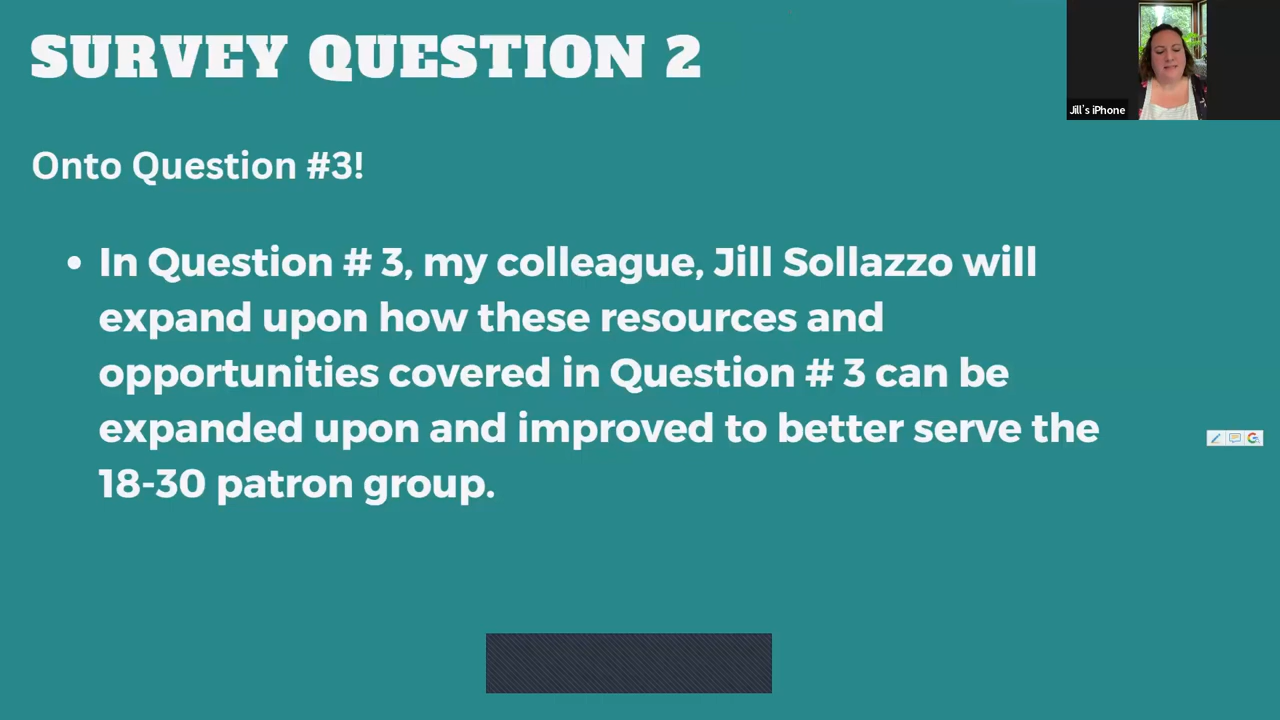 SURVEY QUESTION 2
Jill's iPhone
Onto Question #3!
• In Question # 3, my colleague, Jill Sollazzo will
expand upon how these resources and
opportunities covered in Question # 3 can be
expanded upon and improved to better serve the
18-30 patron group.